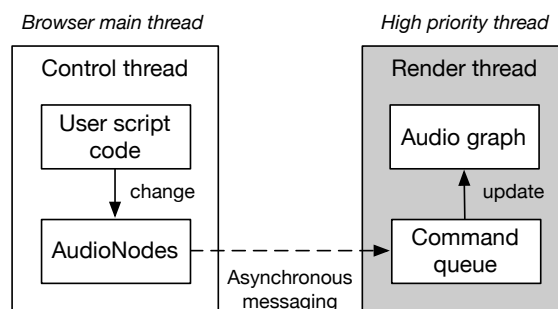 Browser main thread
High priority thread
Control thread
Render thread
User script
code
Audio graph
change
update
AudioNodes
Command
queue
Asynchronous
messaging